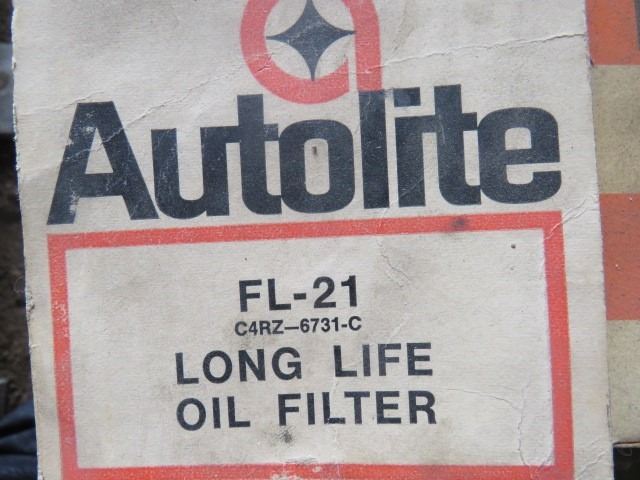 Autolite
FL-21
C4RZ-6731-C
LONG LIFE
OIL FILTER